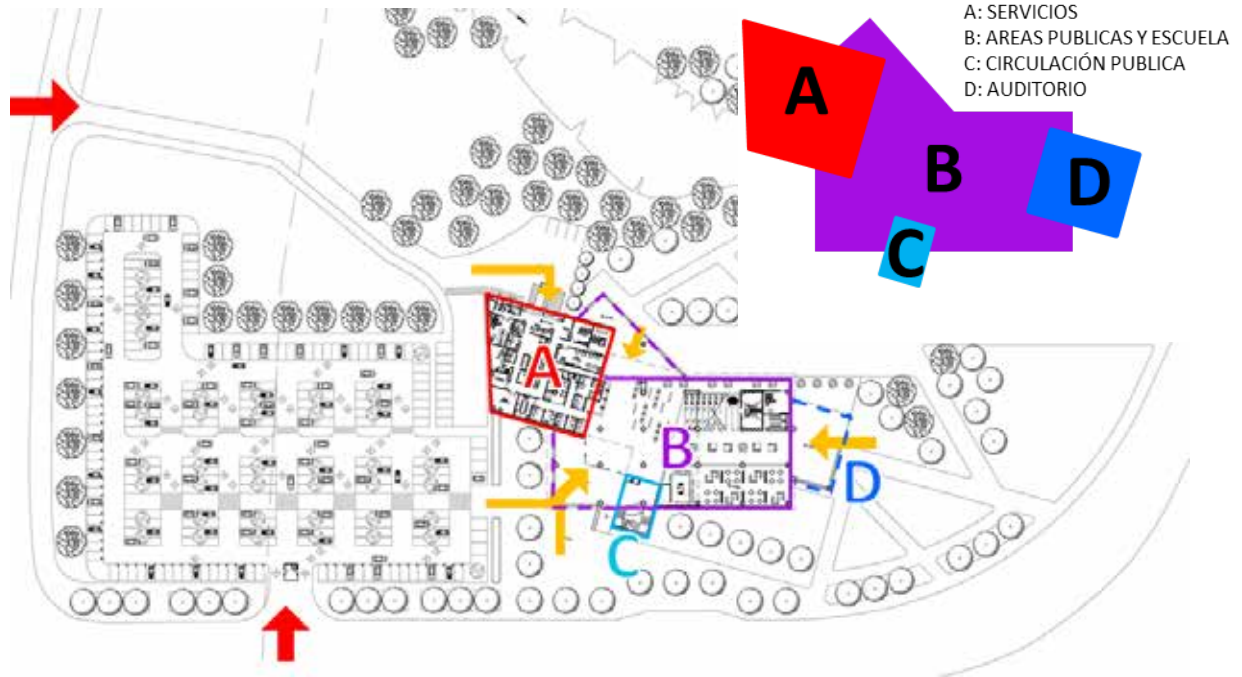 A: SERVICIOS
B: AREAS PUBLICAS Y ESCUELA
C: CIRCULACIÓN PUBLICA
D: AUDITORIO
A
B
D
C
A
B
D
C